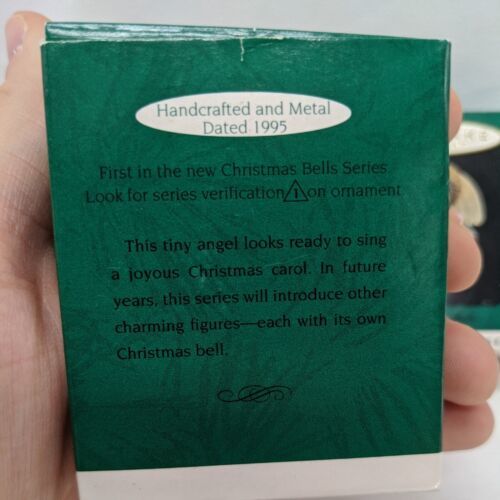 Handcrafted and Metal
Dated 1995
First in the new Christmas Bells Series
Look for series verification 1 on ornament
This tiny angel looks ready to sing
a joyous Christmas carol. In future
years, this series will introduce other
charming figures—each with its own
Christmas bell.